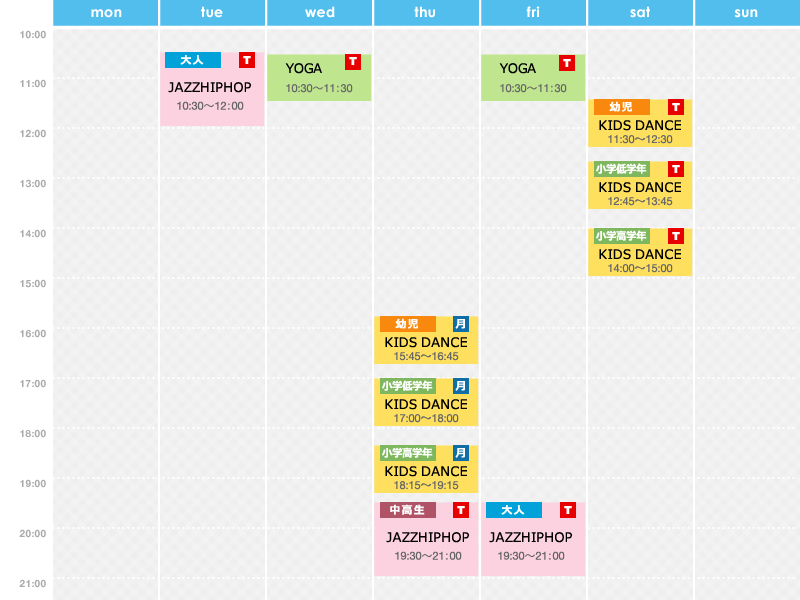 mon tue wed thu fri sat sun
10:00
11:00
12:00
13:00
14:00
15:00
16:00
17:00
18:00
19:00
20:00
21:00
大人 T
JAZZHIPHOP
10:30〜12:00
YOGA T
10:30〜11:30
幼児 月
KIDS DANCE
15:45〜16:45
小学低学年 月
KIDS DANCE
17:00〜18:00
小学高学年 月
KIDS DANCE
18:15〜19:15
中高生 T
JAZZHIPHOP
19:30〜21:00
YOGA T
10:30〜11:30
大人 T
JAZZHIPHOP
19:30〜21:00
幼児 T
KIDS DANCE
11:30〜12:30
小学低学年 T
KIDS DANCE
12:45〜13:45
小学高学年 T
KIDS DANCE
14:00〜15:00